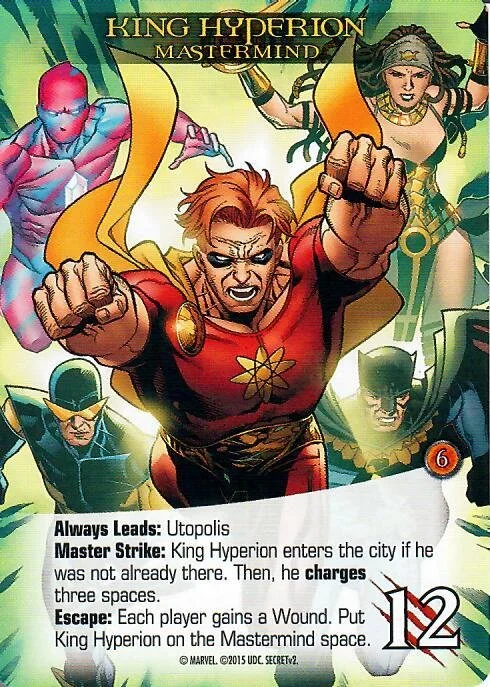 KING HYPERION
MASTERMIND
6
Always Leads: Utopolis
Master Strike: King Hyperion enters the city if he
was not already there. Then, he charges
three spaces.
Escape: Each player gains a Wound. Put
King Hyperion on the Mastermind space.
12
© MARVEL. ©2015 UDC. SECRETv2.